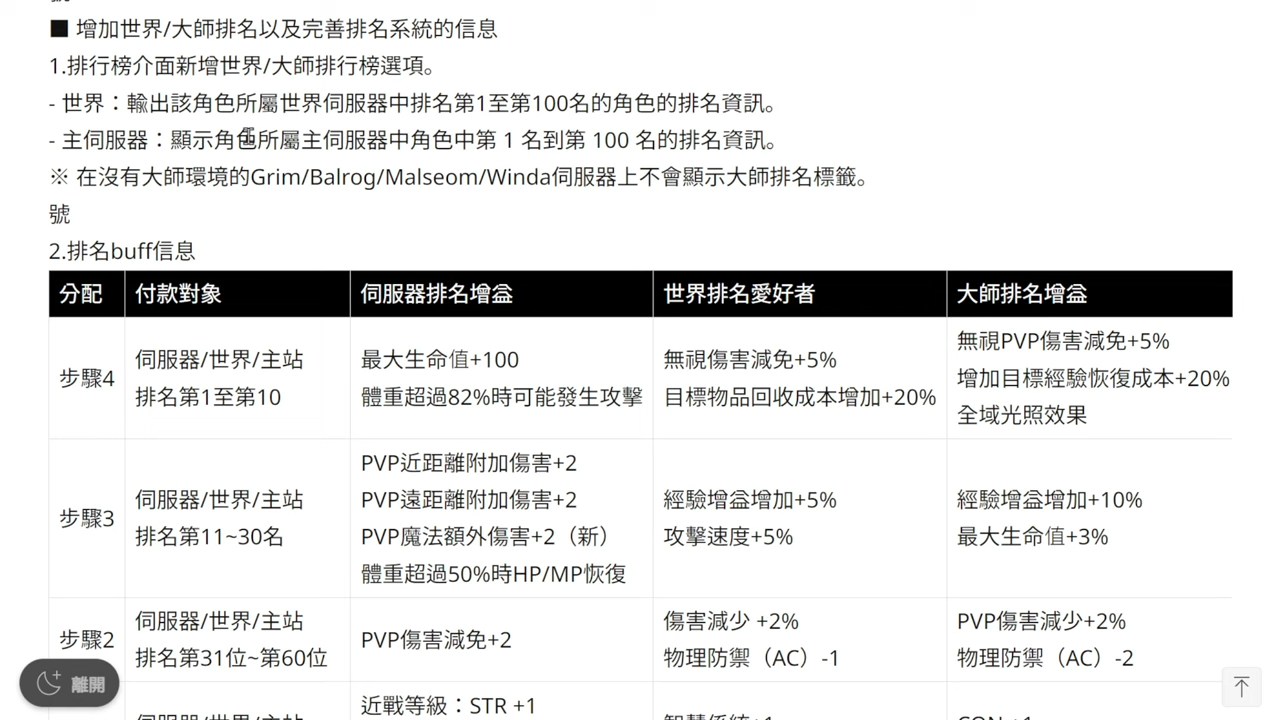 ■ 增加世界/大師排名以及完善排名系統的信息
1.排行榜介面新增世界/大師排行榜選項。
- 世界：輸出該角色所屬世界伺服器中排名第1至第100名的角色的排名資訊。
- 主伺服器：顯示角色所屬主伺服器中角色中第 1 名到第 100 名的排名資訊。
※ 在沒有大師環境的Grim/Balrog/Malseom/Winda伺服器上不會顯示大師排名標籤。
號
2.排名buff信息
分配 付款對象 伺服器排名增益 世界排名愛好者 大師排名增益
步驟4
伺服器/世界/主站
排名第1至第10
最大生命值+100
體重超過82%時可能發生攻擊
無視傷害減免+5%
目標物品回收成本增加+20%
無視PVP傷害減免+5%
增加目標經驗恢復成本+20%
全域光照效果
步驟3
伺服器/世界/主站
排名第11~30名
PVP近距離附加傷害+2
PVP遠距離附加傷害+2
PVP魔法額外傷害+2（新）
體重超過50%時HP/MP恢復
經驗增益增加+5%
攻擊速度+5%
經驗增益增加+10%
最大生命值+3%
步驟2
伺服器/世界/主站
排名第31位~第60位
PVP傷害減免+2
傷害減少 +2%
物理防禦（AC）-1
PVP傷害減少+2%
物理防禦（AC）-2
近戰等級：STR +1
離開